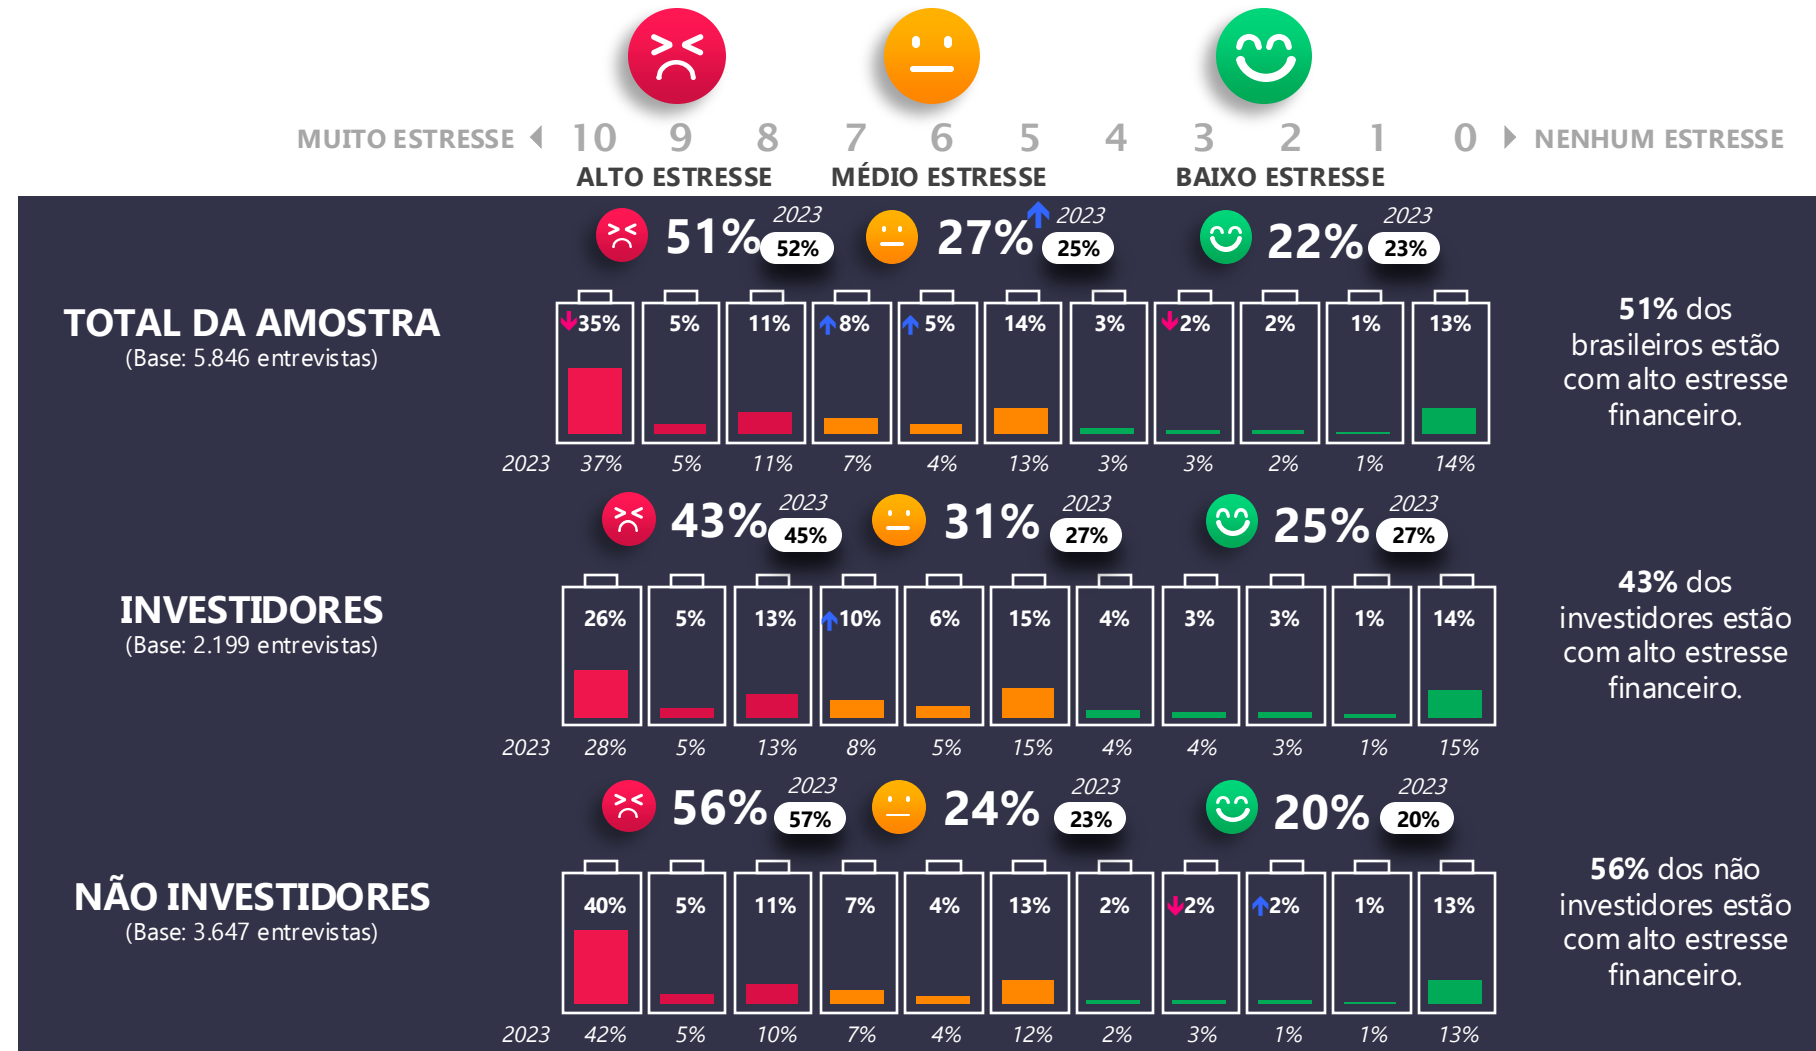 MUITO ESTRESSE 10 9 8 7 6 5 4 3 2 1 0 NENHUM ESTRESSE
ALTO ESTRESSE MÉDIO ESTRESSE BAIXO ESTRESSE
51% 2023 52% 27% 2023 25% 22% 2023 23%
TOTAL DA AMOSTRA
(Base: 5.846 entrevistas)
35% 5% 11% 8% 5% 14% 3% 2% 2% 1% 13%
2023 37% 5% 11% 7% 4% 13% 3% 3% 2% 1% 14%
51% dos
brasileiros estão
com alto estresse
financeiro.
43% 2023 45% 31% 2023 27% 25% 2023 27%
INVESTIDORES
(Base: 2.199 entrevistas)
26% 5% 13% 10% 6% 15% 4% 3% 3% 1% 14%
2023 28% 5% 13% 8% 5% 15% 4% 4% 3% 1% 15%
43% dos
investidores estão
com alto estresse
financeiro.
56% 2023 57% 24% 2023 23% 20% 2023 20%
NÃO INVESTIDORES
(Base: 3.647 entrevistas)
40% 5% 11% 7% 4% 13% 2% 2% 2% 1% 13%
2023 42% 5% 10% 7% 4% 12% 2% 3% 1% 1% 13%
56% dos não
investidores estão
com alto estresse
financeiro.